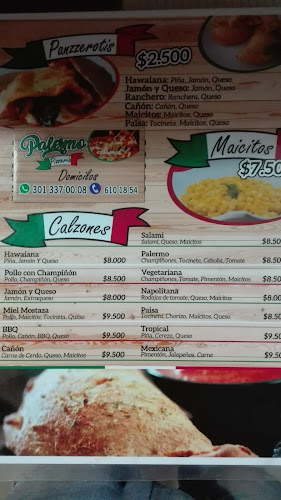 Panzzerotis
$2.500
Hawaiana: Piña, Jamón, Queso
Jamón y Queso: Jamón, Queso
Ranchero: Ranchera, Queso
Cañón: Cañón, Queso
Maicitos: Maicitos, Queso
Paisa: Tocineta, Maicitos, Queso
Palermo
Pizzería
Domicilios
301 337 00 08
610 18 54
Maicitos
$7.50
Calzones
Hawaiana
Piña, Jamón Y Queso $8.000
Pollo con Champiñón
Pollo, Champiñón, Queso $8.500
Jamón y Queso
Jamón, Extraqueso $8.000
Miel Mostaza
Pollo, Maicitos, Tocineta, Queso $9.500
BBQ
Pollo, Cañón, BBQ, Queso $9.500
Cañón
Carne de Cerdo, Queso, Maicitos $9.500
Salami
Salami, Queso, Maicitos $8.50
Palermo
Champiñones, Tocineta, Cebolla, Tomate $8.50
Vegetariana
Champiñones, Tomate, Pimentón, Maicitos $8.50
Napolitana
Rodajas de tomate, Queso, Maicitos $8.00
Paisa
Tocineta, Chorizo, Maicitos, Queso $8.50
Tropical
Piña, Cereza, Queso $9.50
Mexicana
Pimentón, Jalapeños, Carne $9.50